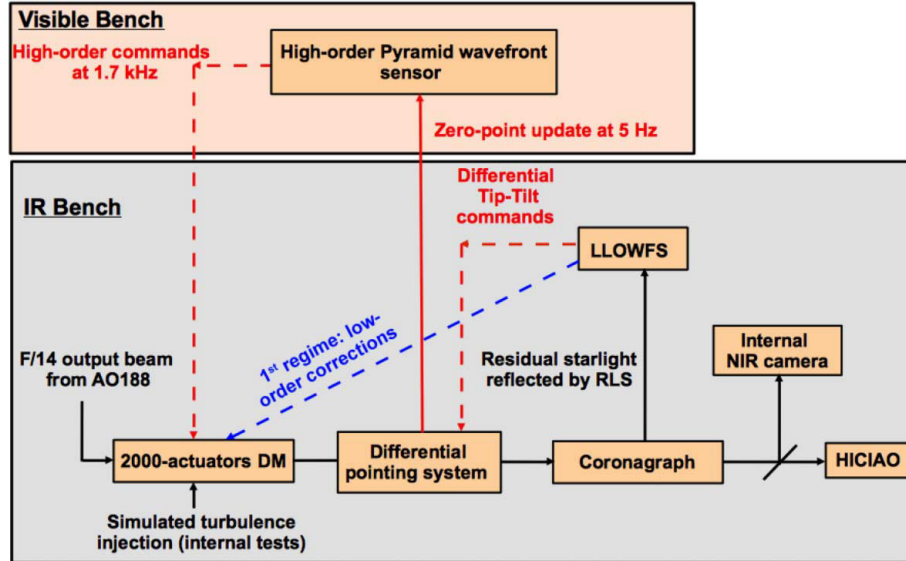 Visible Bench
High-order commands
at 1.7 kHz
High-order Pyramid wavefront
sensor
Zero-point update at 5 Hz
IR Bench
Differential
Tip-Tilt
commands
LLOWFS
1st regime: low-
order corrections
F/14 output beam
from AO188
Residual starlight
reflected by RLS
Internal
NIR camera
2000-actuators DM
Differential
pointing system
Coronagraph
HICIAO
Simulated turbulence
injection (internal tests)